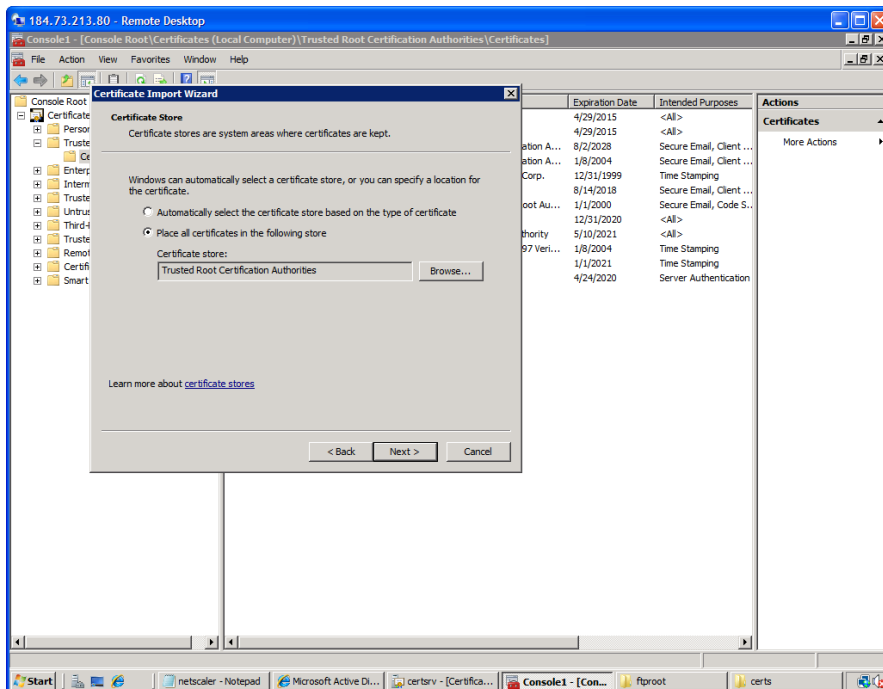 184.73.213.80 - Remote Desktop
Console1 - [Console Root\Certificates (Local Computer)\Trusted Root Certification Authorities\Certificates]
File Action View Favorites Window Help
Console Root
Certificate
Person
Truste
Ce
Enterp
Interm
Truste
Untrus
Third-F
Truste
Remot
Certifi
Smart
Certificate Import Wizard
Certificate Store
Certificate stores are system areas where certificates are kept.
Windows can automatically select a certificate store, or you can specify a location for
the certificate.
Automatically select the certificate store based on the type of certificate
Place all certificates in the following store
Certificate store:
Trusted Root Certification Authorities Browse...
Learn more about certificate stores
< Back Next > Cancel
Expiration Date Intended Purposes
4/29/2015 <All>
4/29/2015 <All>
ation A... 8/2/2028 Secure Email, Client ...
ation A... 1/8/2004 Secure Email, Client ...
Corp. 12/31/1999 Time Stamping
8/14/2018 Secure Email, Client ...
oot Au... 1/1/2000 Secure Email, Code S...
12/31/2020 <All>
thority 5/10/2021 <All>
97 Veri... 1/8/2004 Time Stamping
1/1/2021 Time Stamping
4/24/2020 Server Authentication
Actions
Certificates
More Actions
Start netscaler - Notepad Microsoft Active Di... certsrv - [Certifica... Console1 - [Con... ftproot certs